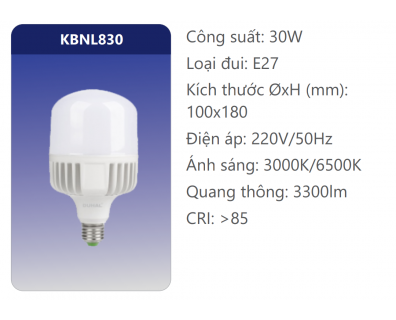 KBNL830
Công suất: 30W
Loại đui: E27
Kích thước ØxH (mm):
100x180
Điện áp: 220V/50Hz
Ánh sáng: 3000K/6500K
Quang thông: 3300lm
CRI: >85